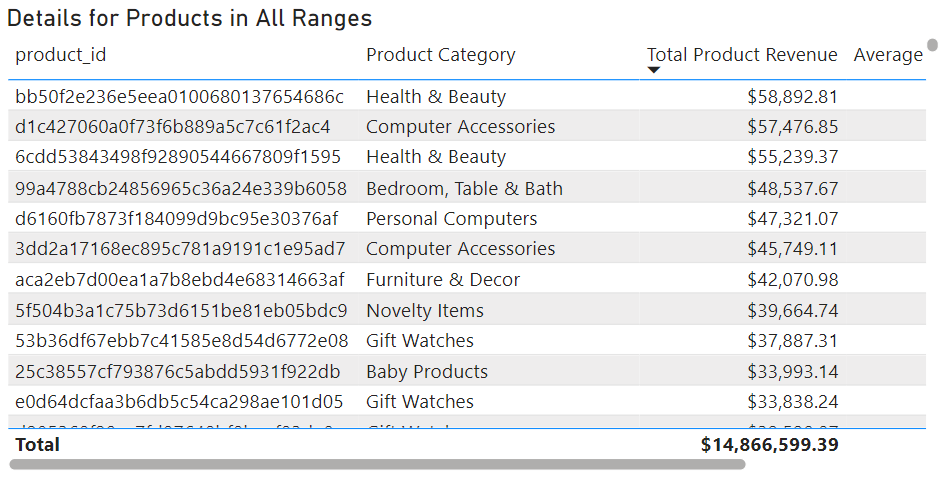 Details for Products in All Ranges
product_id Product Category Total Product Revenue Average
bb50f2e236e5eea0100680137654686c Health & Beauty $58,892.81
d1c427060a0f73f6b889a5c7c61f2ac4 Computer Accessories $57,476.85
6cdd53843498f92890544667809f1595 Health & Beauty $55,239.37
99a4788cb24856965c36a24e339b6058 Bedroom, Table & Bath $48,537.67
d6160fb7873f184099d9bc95e30376af Personal Computers $47,321.07
3dd2a17168ec895c781a9191c1e95ad7 Computer Accessories $45,749.11
aca2eb7d00ea1a7b8ebd4e68314663af Furniture & Decor $42,070.98
5f504b3a1c75b73d6151be81eb05bdc9 Novelty Items $39,664.74
53b36df67ebb7c41585e8d54d6772e08 Gift Watches $37,887.31
25c38557cf793876c5abdd5931f922db Baby Products $33,993.14
e0d64dcfaa3b6db5c54ca298ae101d05 Gift Watches $33,838.24
Total $14,866,599.39